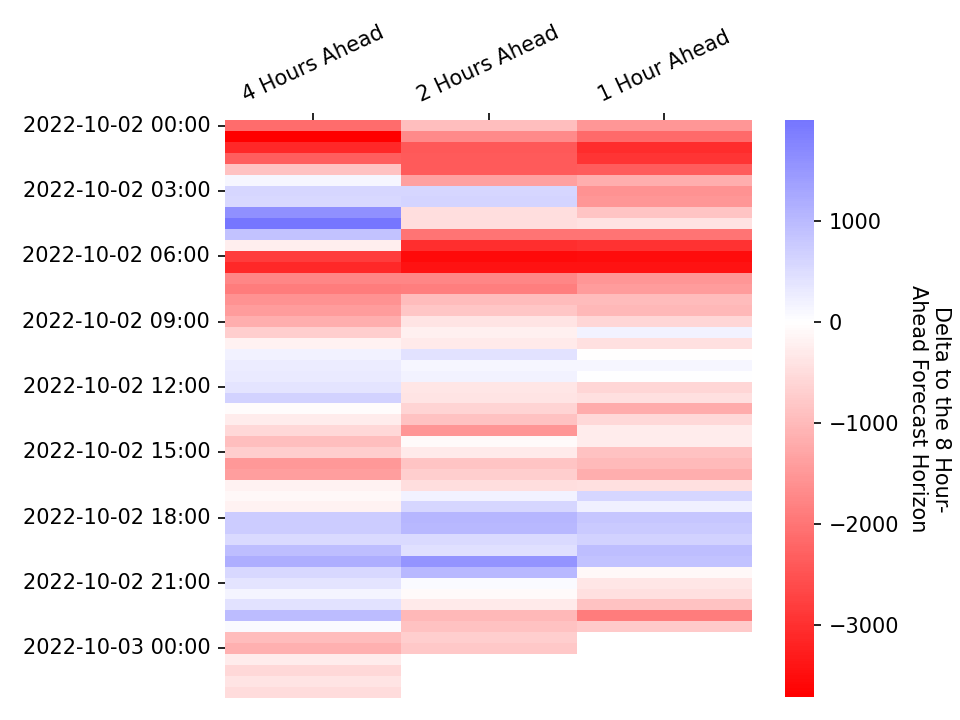 4 Hours Ahead
2 Hours Ahead
1 Hour Ahead
2022-10-02 00:00
2022-10-02 03:00
2022-10-02 06:00
2022-10-02 09:00
2022-10-02 12:00
2022-10-02 15:00
2022-10-02 18:00
2022-10-02 21:00
2022-10-03 00:00
1000
0
−1000
−2000
−3000
Delta to the 8 Hour-
Ahead Forecast Horizon